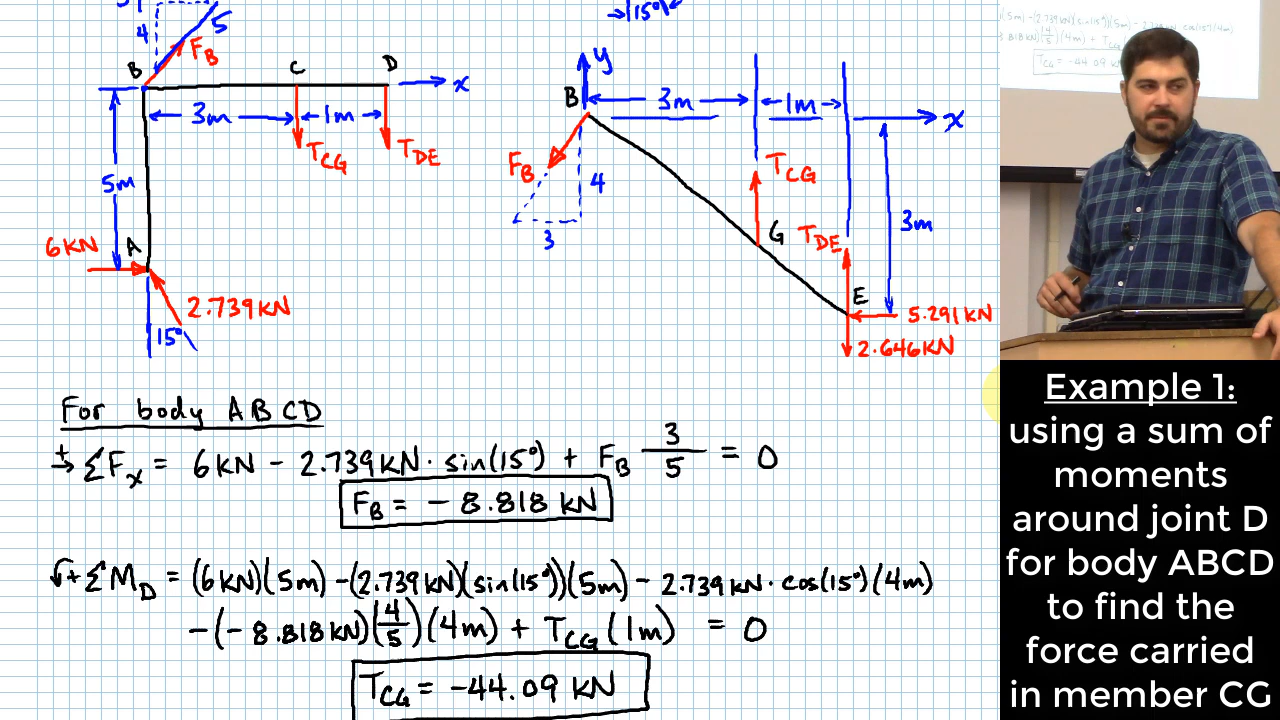 5
4
F_B
B
C
D
x
3m
1m
T_CG
T_DE
5m
6KN
A
2.739KN
15°
15°
y
B
3m
1m
x
F_B
4
3
T_CG
G
T_DE
3m
E
5.291KN
2.646KN
For body ABCD
+→ ΣF_x = 6KN - 2.739KN · sin(15°) + F_B 3/5 = 0
F_B = - 8.818 KN
+ ΣM_D = (6KN)(5m) - (2.739KN)(sin(15°))(5m) - 2.739KN · cos(15°)(4m)
- (- 8.818KN)(4/5)(4m) + T_CG (1m) = 0
T_CG = -44.09 KN
Example 1:
using a sum of
moments
around joint D
for body ABCD
to find the
force carried
in member CG